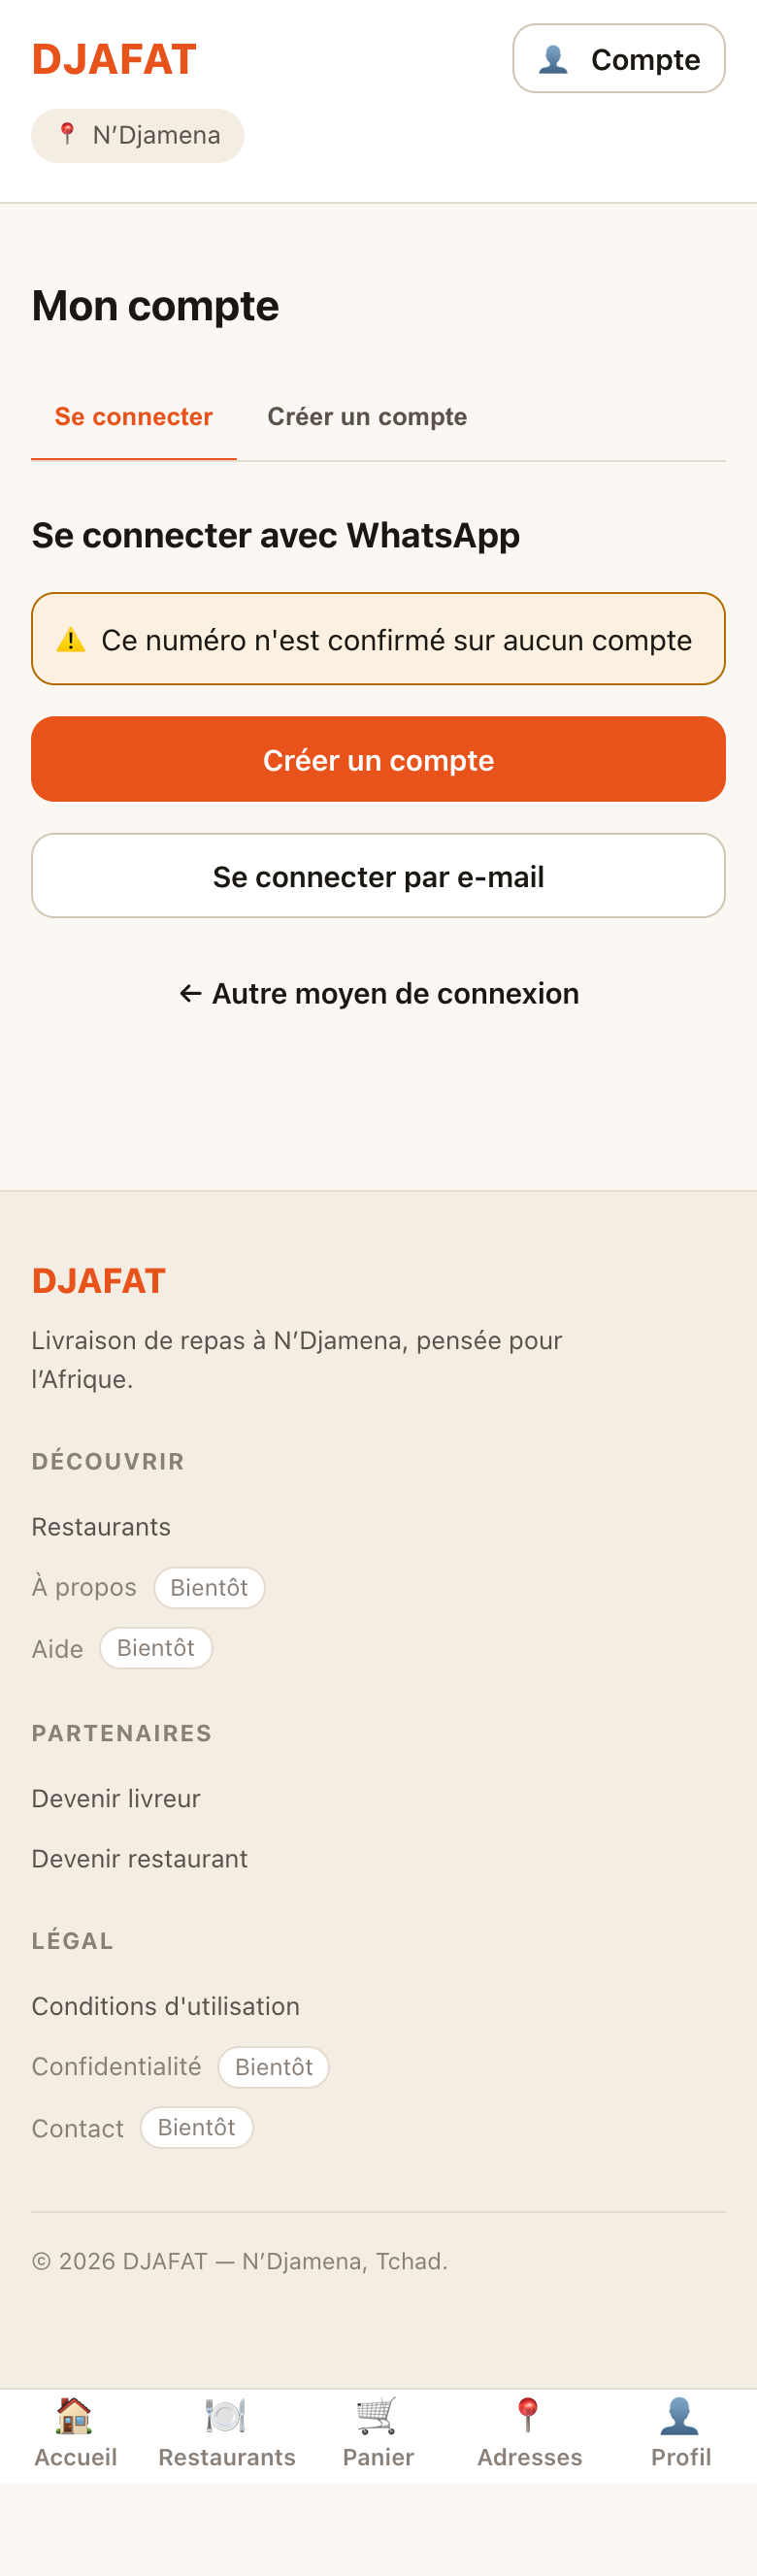 DJAFAT
Compte
N’Djamena
Mon compte
Se connecter
Créer un compte
Se connecter avec WhatsApp
Ce numéro n'est confirmé sur aucun compte
Créer un compte
Se connecter par e-mail
← Autre moyen de connexion
DJAFAT
Livraison de repas à N’Djamena, pensée pour
l’Afrique.
DÉCOUVRIR
Restaurants
À propos Bientôt
Aide Bientôt
PARTENAIRES
Devenir livreur
Devenir restaurant
LÉGAL
Conditions d'utilisation
Confidentialité Bientôt
Contact Bientôt
© 2026 DJAFAT — N’Djamena, Tchad.
Accueil Restaurants Panier Adresses Profil